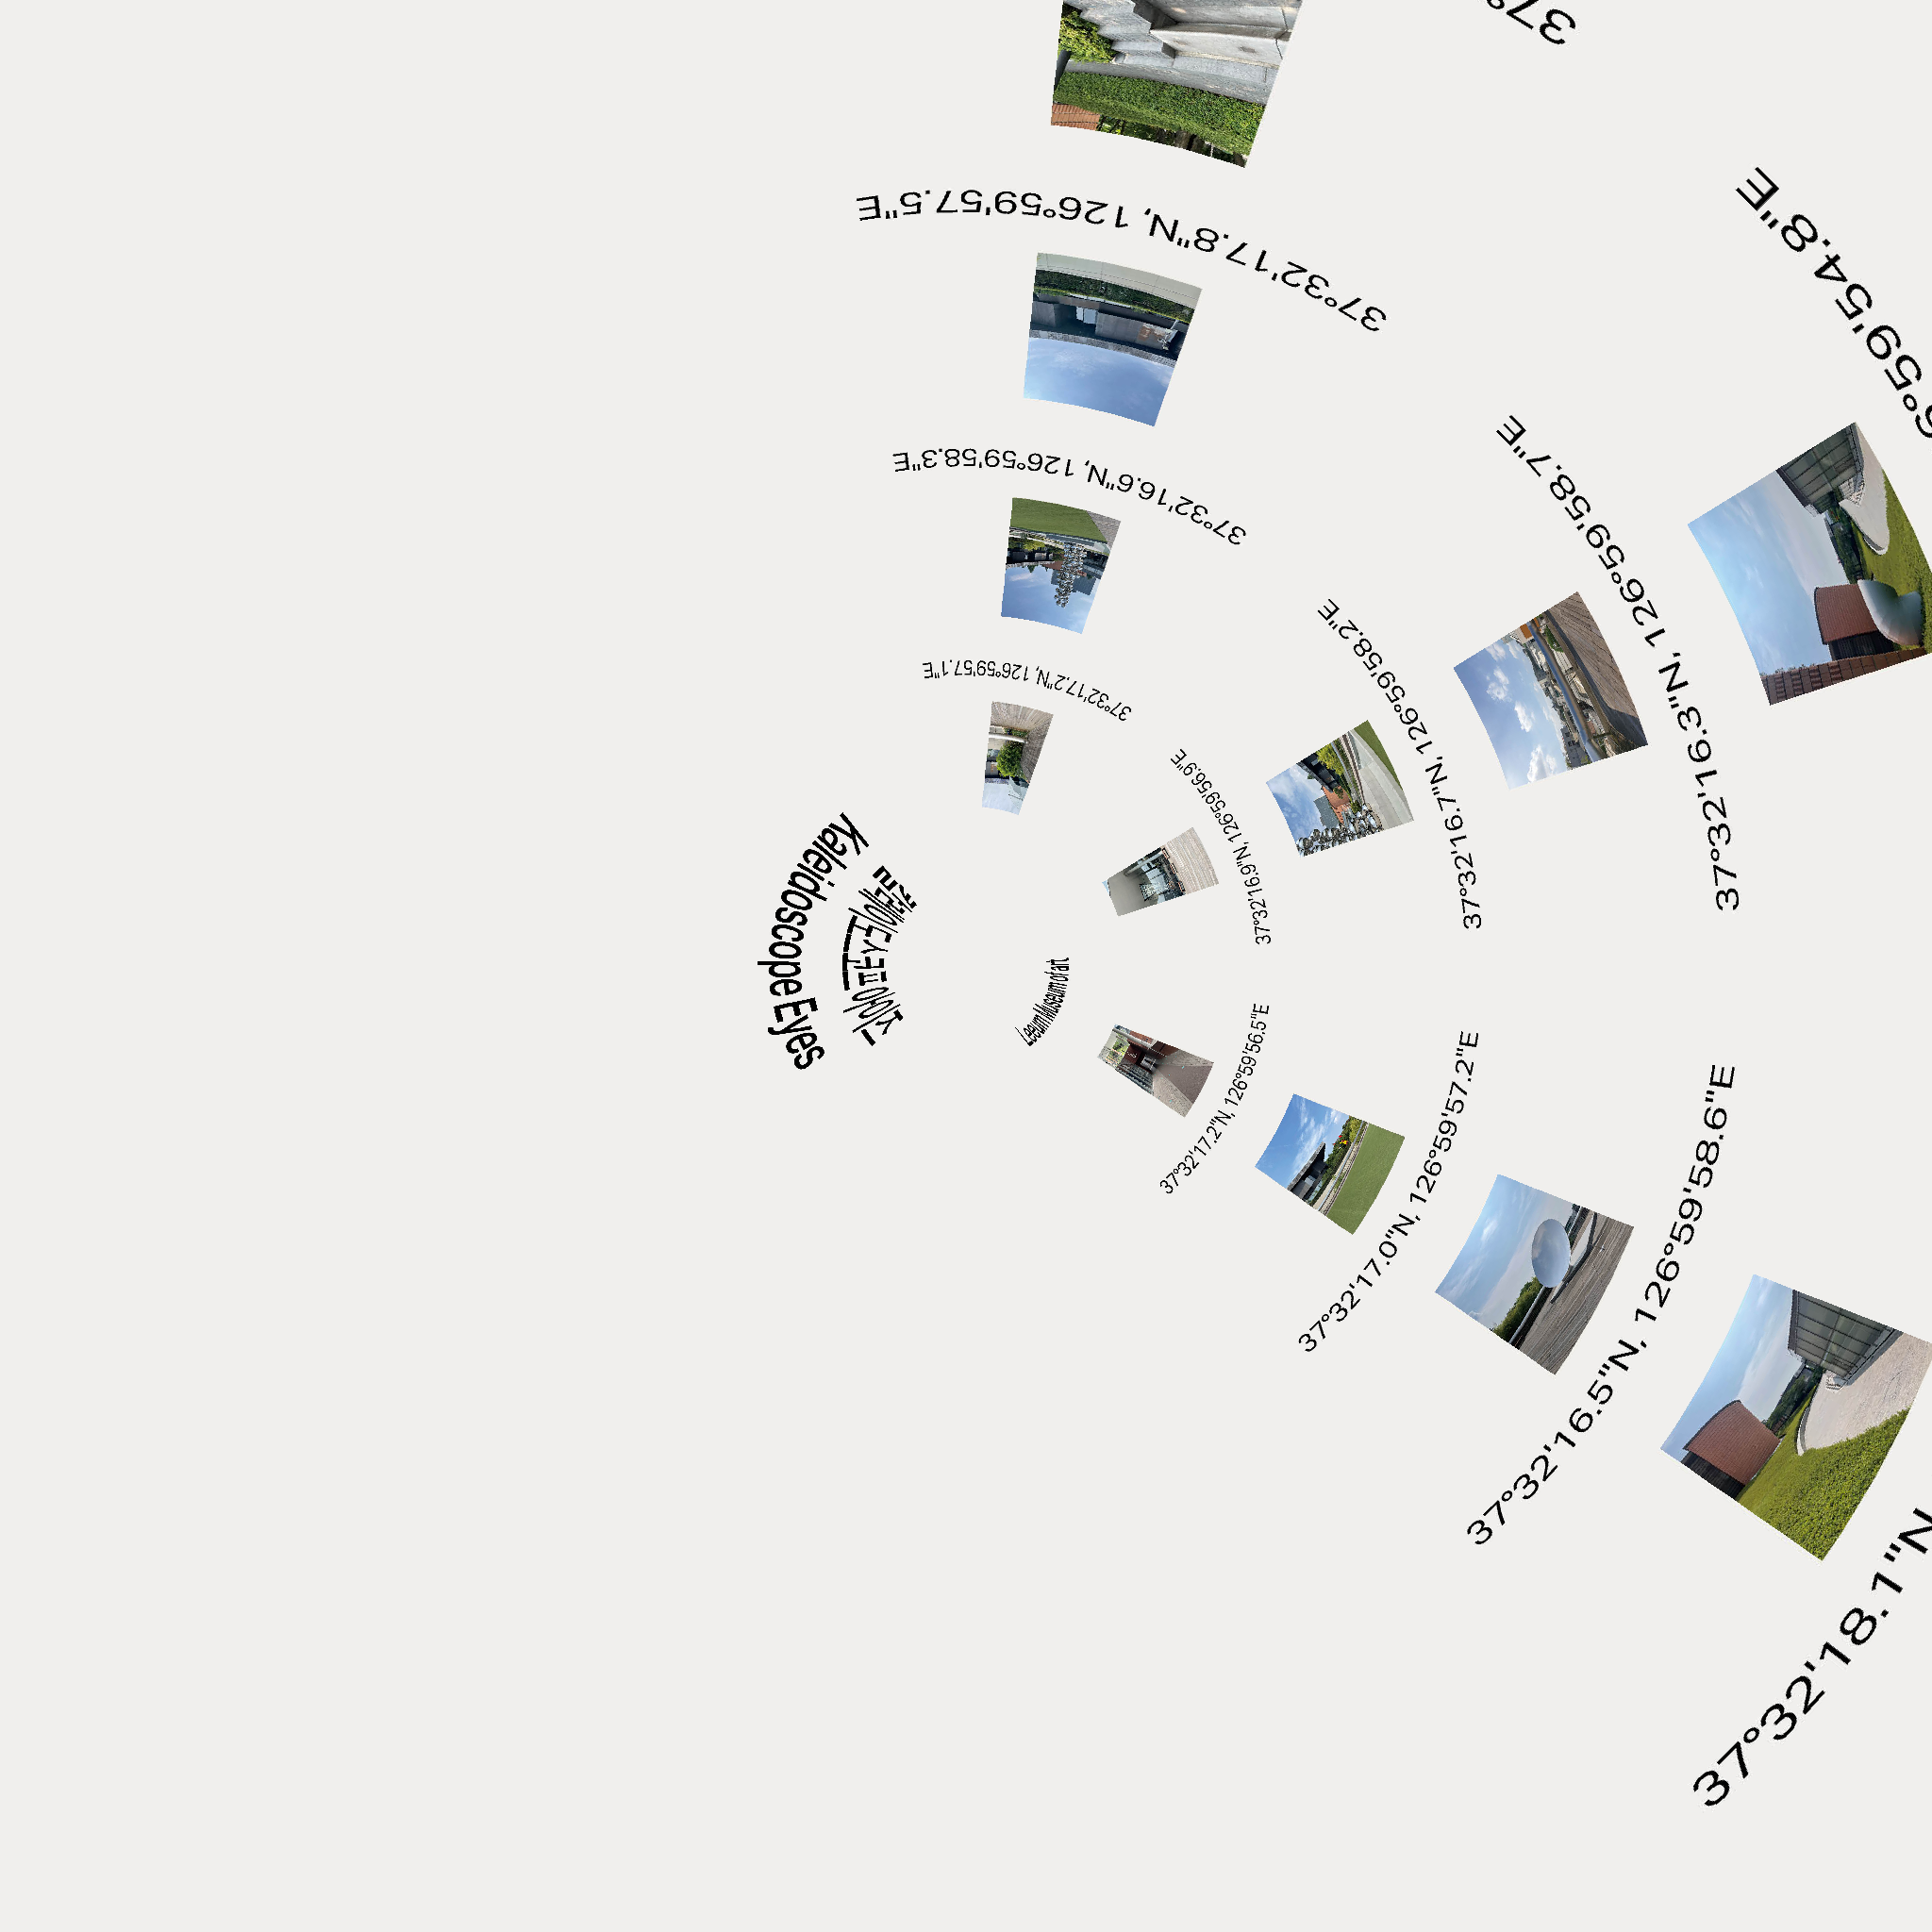 Kaleidoscope Eyes
Leeum Museum of art
37°32'17.2"N, 126°59'57.1"E
37°32'16.9"N, 126°59'56.9"E
37°32'17.2"N, 126°59'56.5"E
37°32'16.6"N, 126°59'58.3"E
37°32'16.7"N, 126°59'58.2"E
37°32'17.0"N, 126°59'57.2"E
37°32'17.8"N, 126°59'57.5"E
37°32'16.3"N, 126°59'58.7"E
37°32'16.5"N, 126°59'58.6"E
37°
6°59'54.8"E
37°32'18.1"N